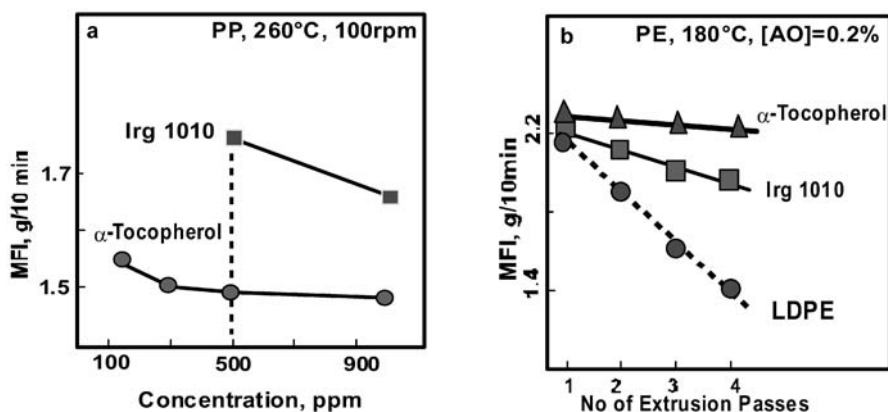 a
PP, 260°C, 100rpm
Irg 1010
α-Tocopherol
1.7
1.5
MFI, g/10 min
100
500
900
Concentration, ppm
b
PE, 180°C, [AO]=0.2%
α-Tocopherol
Irg 1010
LDPE
2.2
1.4
MFI, g/10min
1
2
3
4
No of Extrusion Passes